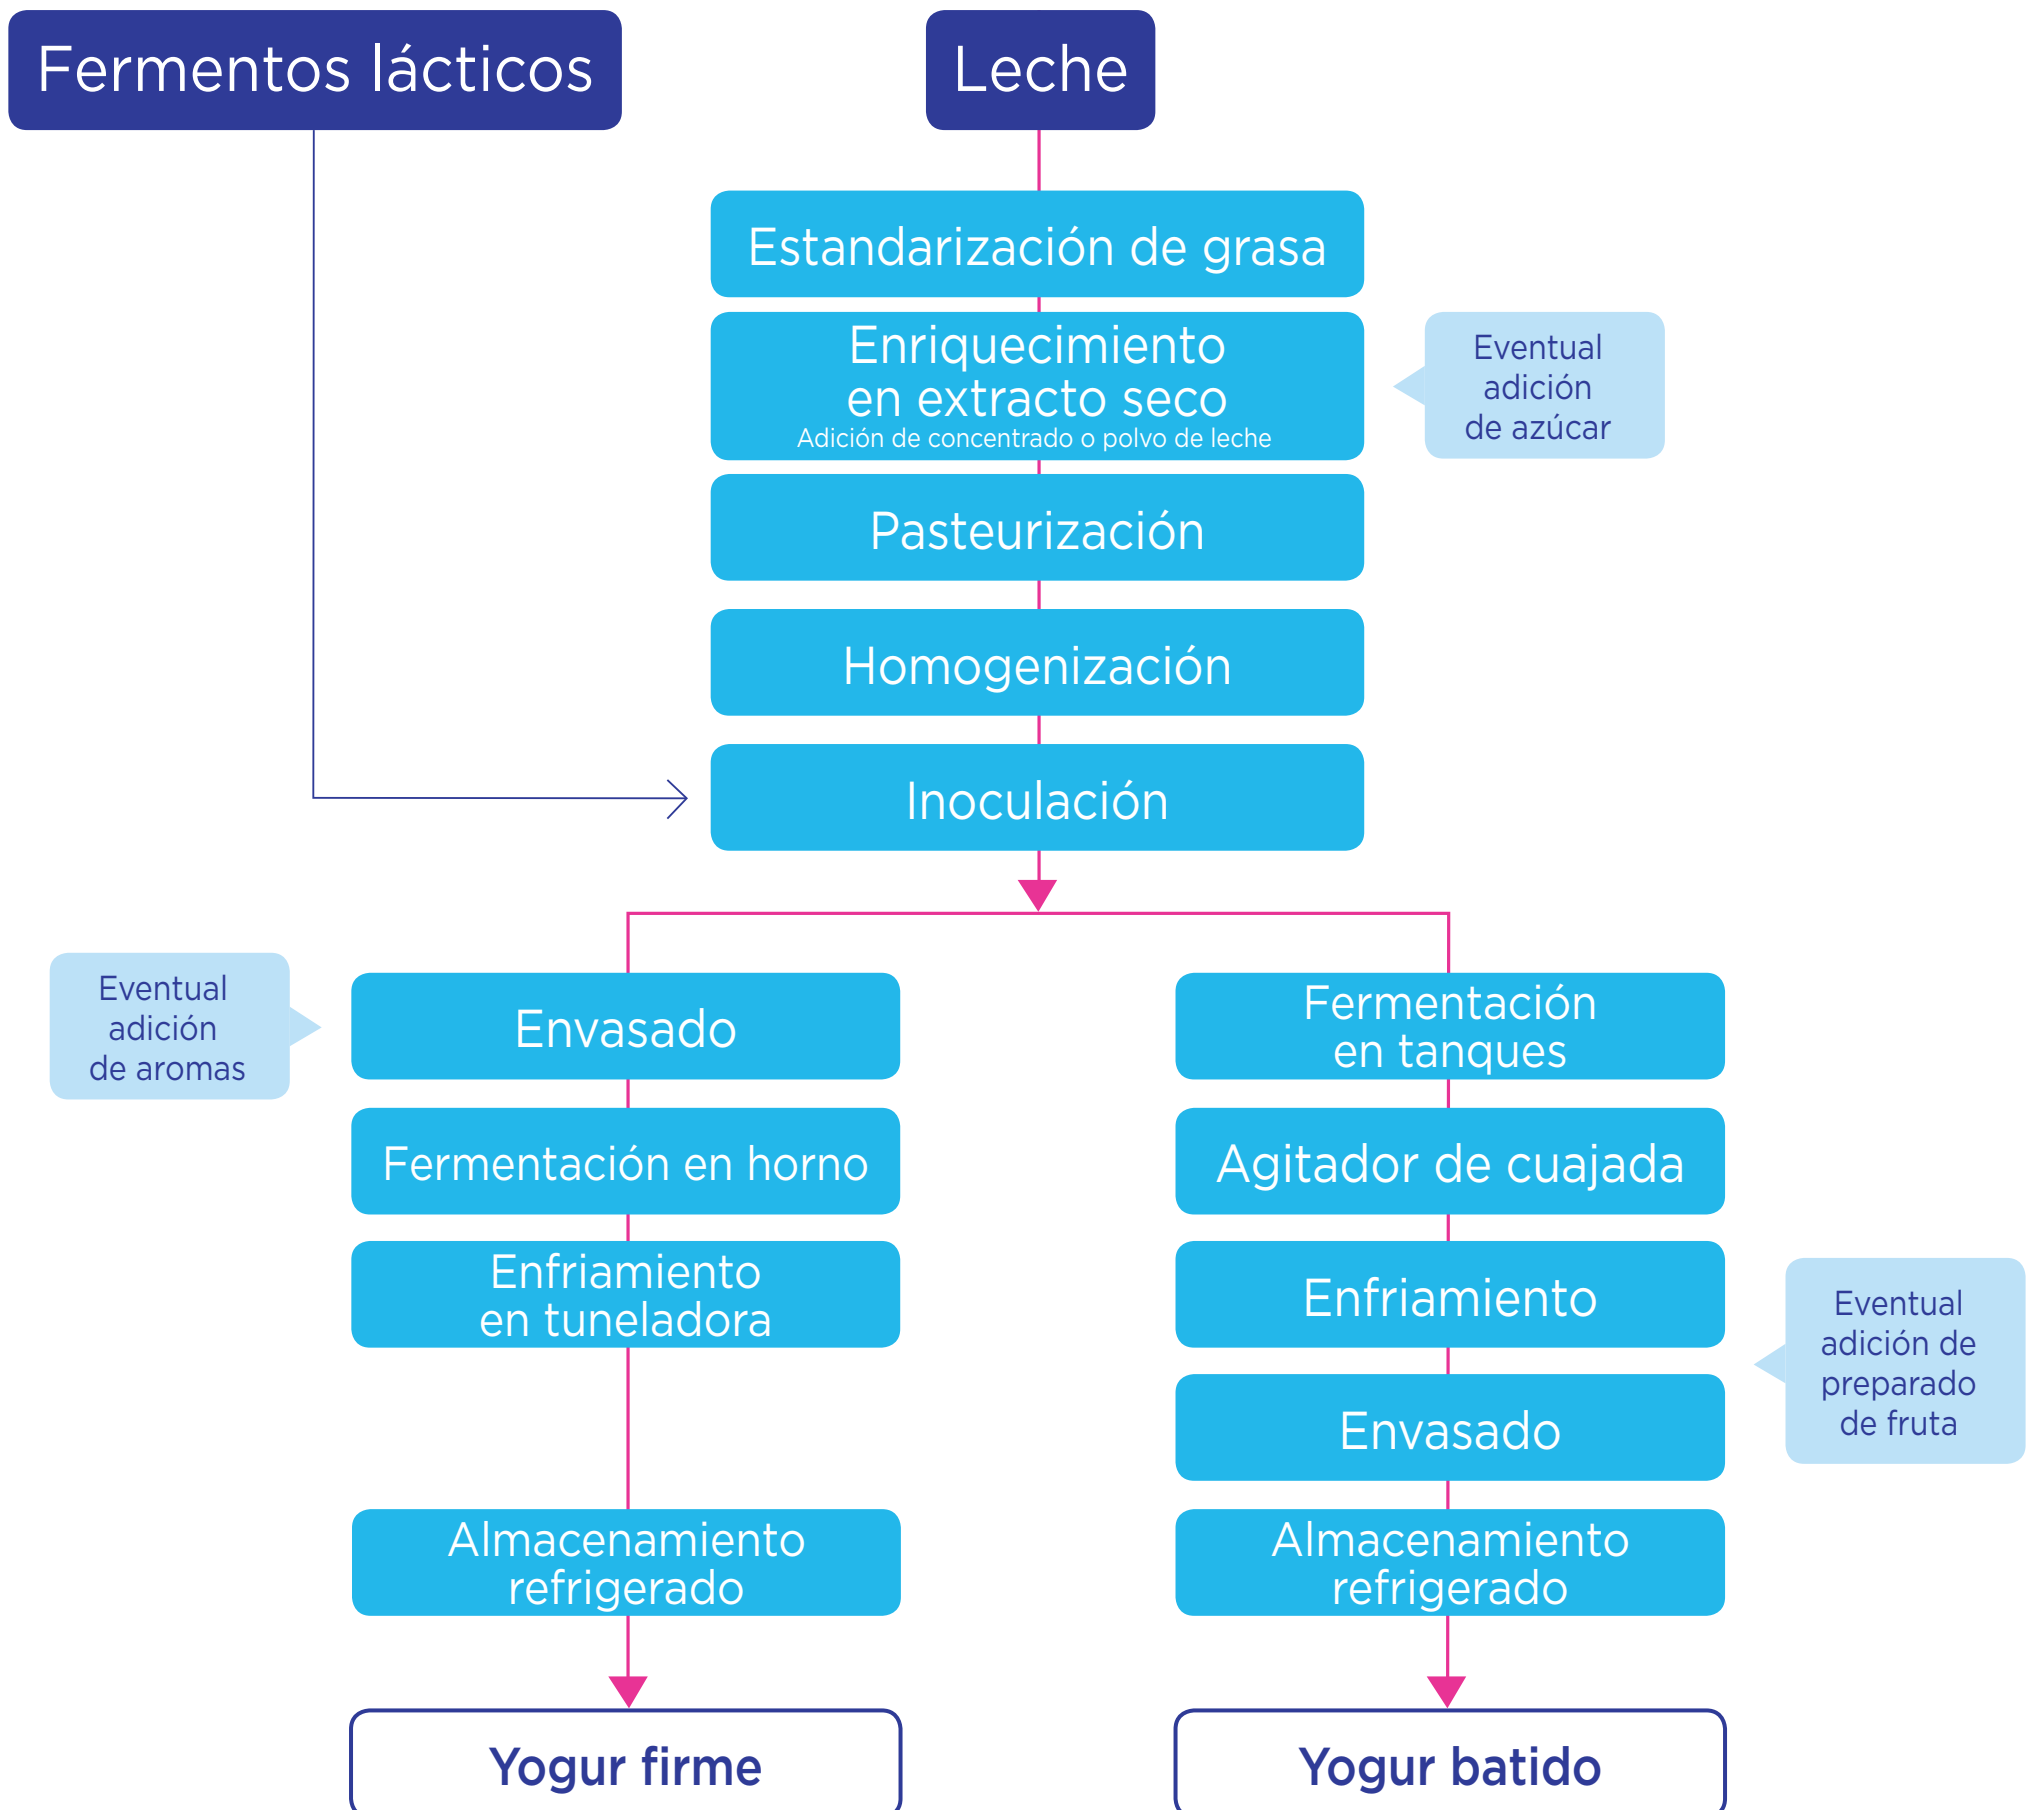 Fermentos lácticos
Leche
Estandarización de grasa
Enriquecimiento
en extracto seco
Adición de concentrado o polvo de leche
Eventual
adición
de azúcar
Pasteurización
Homogenización
Inoculación
Eventual
adición
de aromas
Envasado
Fermentación en horno
Enfriamiento
en tuneladora
Almacenamiento
refrigerado
Yogur firme
Fermentación
en tanques
Agitador de cuajada
Enfriamiento
Eventual
adición de
preparado
de fruta
Envasado
Almacenamiento
refrigerado
Yogur batido